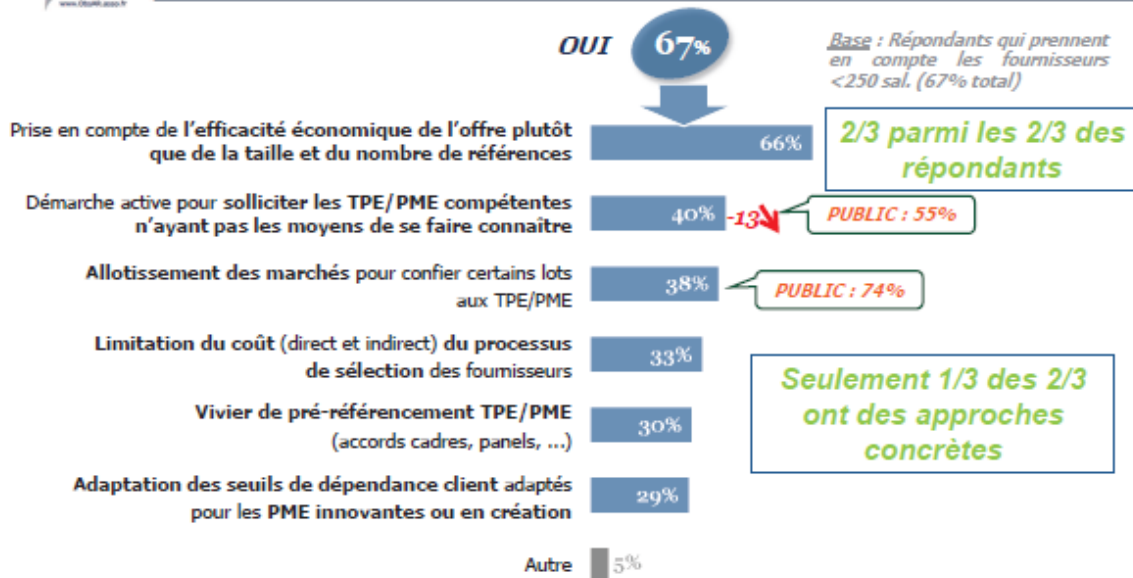 www.ObsAR.asso.fr
OUI 67%
Base : Répondants qui prennent
en compte les fournisseurs
<250 sal. (67% total)
Prise en compte de l'efficacité économique de l'offre plutôt
que de la taille et du nombre de références
66%
2/3 parmi les 2/3 des
répondants
Démarche active pour solliciter les TPE/PME compétentes
n'ayant pas les moyens de se faire connaître
40% -13
PUBLIC : 55%
Allotissement des marchés pour confier certains lots
aux TPE/PME
38%
PUBLIC : 74%
Limitation du coût (direct et indirect) du processus
de sélection des fournisseurs
33%
Seulement 1/3 des 2/3
ont des approches
concrètes
Vivier de pré-référencement TPE/PME
(accords cadres, panels, ...)
30%
Adaptation des seuils de dépendance client adaptés
pour les PME innovantes ou en création
29%
Autre 5%